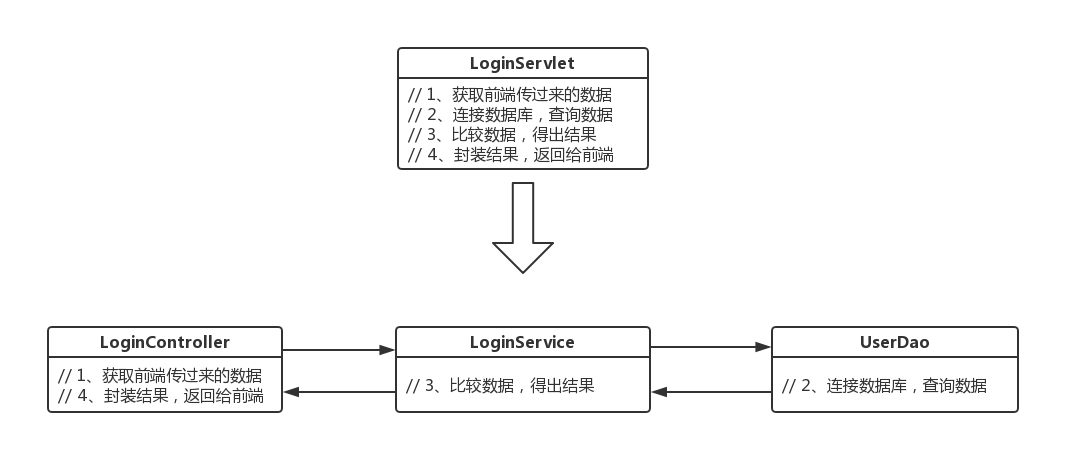 LoginServlet
// 1、获取前端传过来的数据
// 2、连接数据库，查询数据
// 3、比较数据，得出结果
// 4、封装结果，返回给前端
LoginController
// 1、获取前端传过来的数据
// 4、封装结果，返回给前端
LoginService
// 3、比较数据，得出结果
UserDao
// 2、连接数据库，查询数据